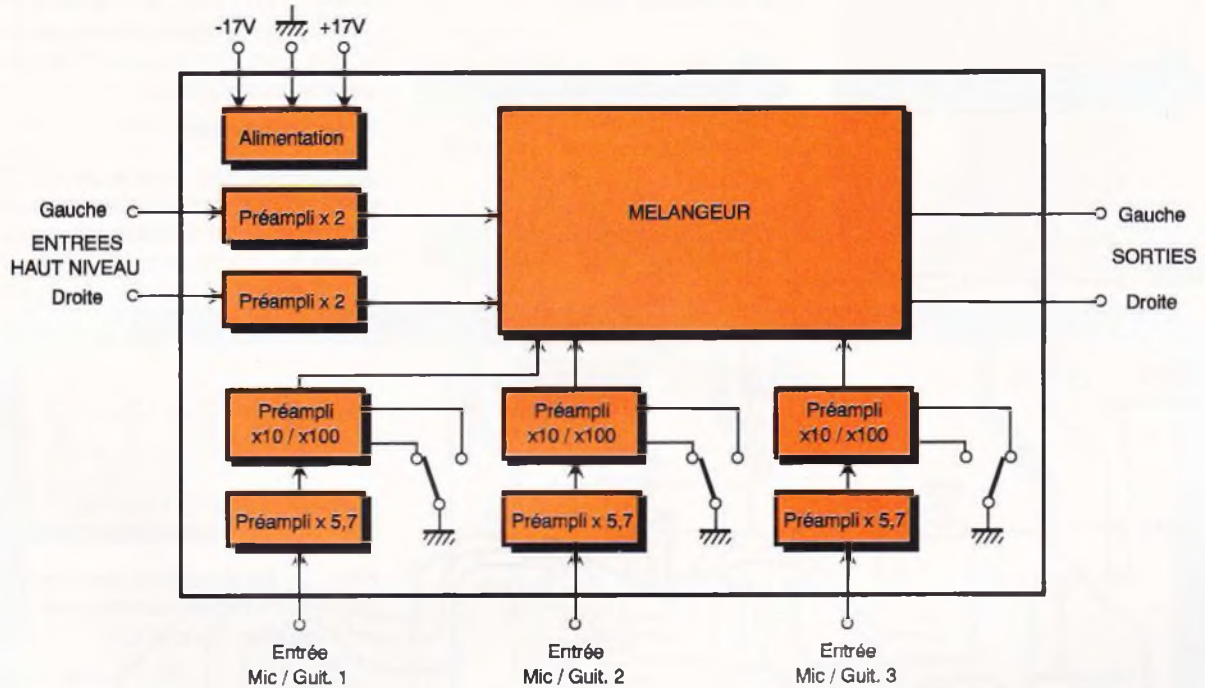 -17V +17V
Alimentation
Gauche
Préampli x 2
MELANGEUR
Gauche
ENTREES
HAUT NIVEAU
SORTIES
Droite
Préampli x 2
Droite
Préampli
x10 / x100
Préampli
x10 / x100
Préampli
x10 / x100
Préampli x 5,7
Préampli x 5,7
Préampli x 5,7
Entrée
Mic / Guit. 1
Entrée
Mic / Guit. 2
Entrée
Mic / Guit. 3